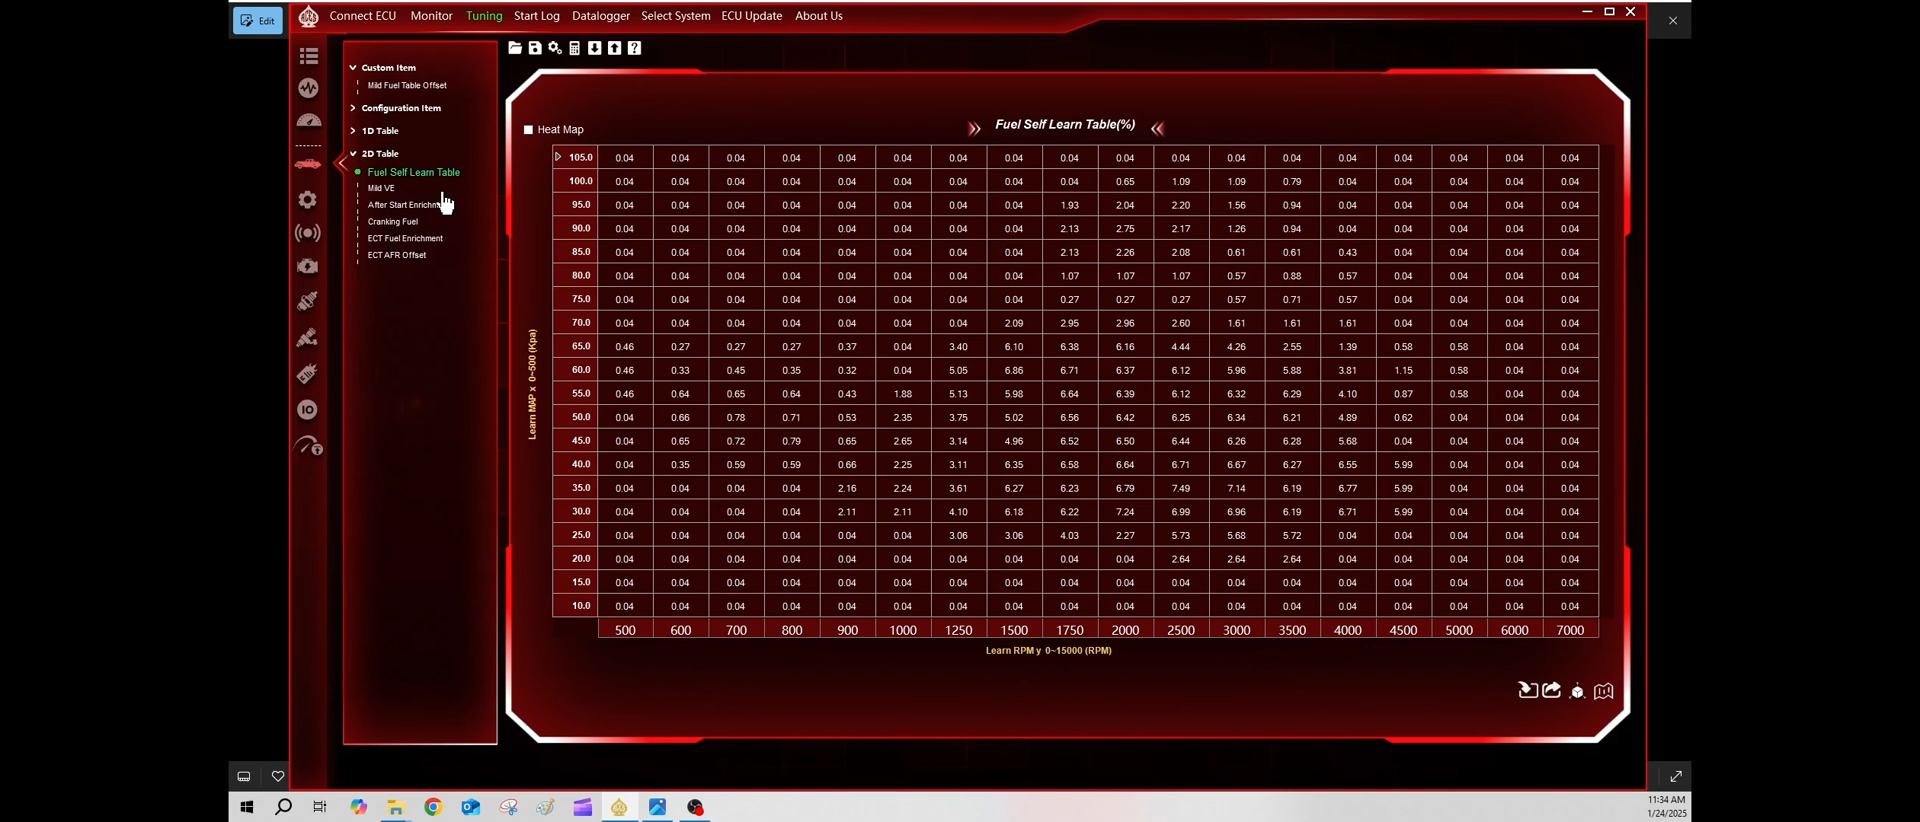 Edit
Connect ECU Monitor Tuning Start Log Datalogger Select System ECU Update About Us
Custom Item
Mild Fuel Table Offset
Configuration Item
1D Table
2D Table
Fuel Self Learn Table
Mild VE
After Start Enrichm
Cranking Fuel
ECT Fuel Enrichment
ECT AFR Offset
IO
Heat Map
Fuel Self Learn Table(%)
Learn MAP x 0~500 (Kpa)
105.0 0.04 0.04 0.04 0.04 0.04 0.04 0.04 0.04 0.04 0.04 0.04 0.04 0.04 0.04 0.04 0.04 0.04 0.04
100.0 0.04 0.04 0.04 0.04 0.04 0.04 0.04 0.04 0.04 0.65 1.09 1.09 0.79 0.04 0.04 0.04 0.04 0.04
95.0 0.04 0.04 0.04 0.04 0.04 0.04 0.04 0.04 1.93 2.04 2.20 1.56 0.94 0.04 0.04 0.04 0.04 0.04
90.0 0.04 0.04 0.04 0.04 0.04 0.04 0.04 0.04 2.13 2.75 2.17 1.26 0.94 0.04 0.04 0.04 0.04 0.04
85.0 0.04 0.04 0.04 0.04 0.04 0.04 0.04 0.04 2.13 2.26 2.08 0.61 0.61 0.43 0.04 0.04 0.04 0.04
80.0 0.04 0.04 0.04 0.04 0.04 0.04 0.04 0.04 1.07 1.07 1.07 0.57 0.88 0.57 0.04 0.04 0.04 0.04
75.0 0.04 0.04 0.04 0.04 0.04 0.04 0.04 0.04 0.27 0.27 0.27 0.57 0.71 0.57 0.04 0.04 0.04 0.04
70.0 0.04 0.04 0.04 0.04 0.04 0.04 0.04 2.09 2.95 2.96 2.60 1.61 1.61 1.61 0.04 0.04 0.04 0.04
65.0 0.46 0.27 0.27 0.27 0.37 0.04 3.40 6.10 6.38 6.16 4.44 4.26 2.55 1.39 0.58 0.58 0.04 0.04
60.0 0.46 0.33 0.45 0.35 0.32 0.04 5.05 6.86 6.71 6.37 6.12 5.96 5.88 3.81 1.15 0.58 0.04 0.04
55.0 0.46 0.64 0.65 0.64 0.43 1.88 5.13 5.98 6.64 6.39 6.12 6.32 6.29 4.10 0.87 0.58 0.04 0.04
50.0 0.04 0.66 0.78 0.71 0.53 2.35 3.75 5.02 6.56 6.42 6.25 6.34 6.21 4.89 0.62 0.04 0.04 0.04
45.0 0.04 0.65 0.72 0.79 0.65 2.65 3.14 4.96 6.52 6.50 6.44 6.26 6.28 5.68 0.04 0.04 0.04 0.04
40.0 0.04 0.35 0.59 0.59 0.66 2.25 3.11 6.35 6.58 6.64 6.71 6.67 6.27 6.55 5.99 0.04 0.04 0.04
35.0 0.04 0.04 0.04 0.04 2.16 2.24 3.61 6.27 6.23 6.79 7.49 7.14 6.19 6.77 5.99 0.04 0.04 0.04
30.0 0.04 0.04 0.04 0.04 2.11 2.11 4.10 6.18 6.22 7.24 6.99 6.96 6.19 6.71 5.99 0.04 0.04 0.04
25.0 0.04 0.04 0.04 0.04 0.04 0.04 3.06 3.06 4.03 2.27 5.73 5.68 5.72 0.04 0.04 0.04 0.04 0.04
20.0 0.04 0.04 0.04 0.04 0.04 0.04 0.04 0.04 0.04 0.04 2.64 2.64 2.64 0.04 0.04 0.04 0.04 0.04
15.0 0.04 0.04 0.04 0.04 0.04 0.04 0.04 0.04 0.04 0.04 0.04 0.04 0.04 0.04 0.04 0.04 0.04 0.04
10.0 0.04 0.04 0.04 0.04 0.04 0.04 0.04 0.04 0.04 0.04 0.04 0.04 0.04 0.04 0.04 0.04 0.04 0.04
500 600 700 800 900 1000 1250 1500 1750 2000 2500 3000 3500 4000 4500 5000 6000 7000
Learn RPM y 0~15000 (RPM)
11:34 AM
1/24/2025